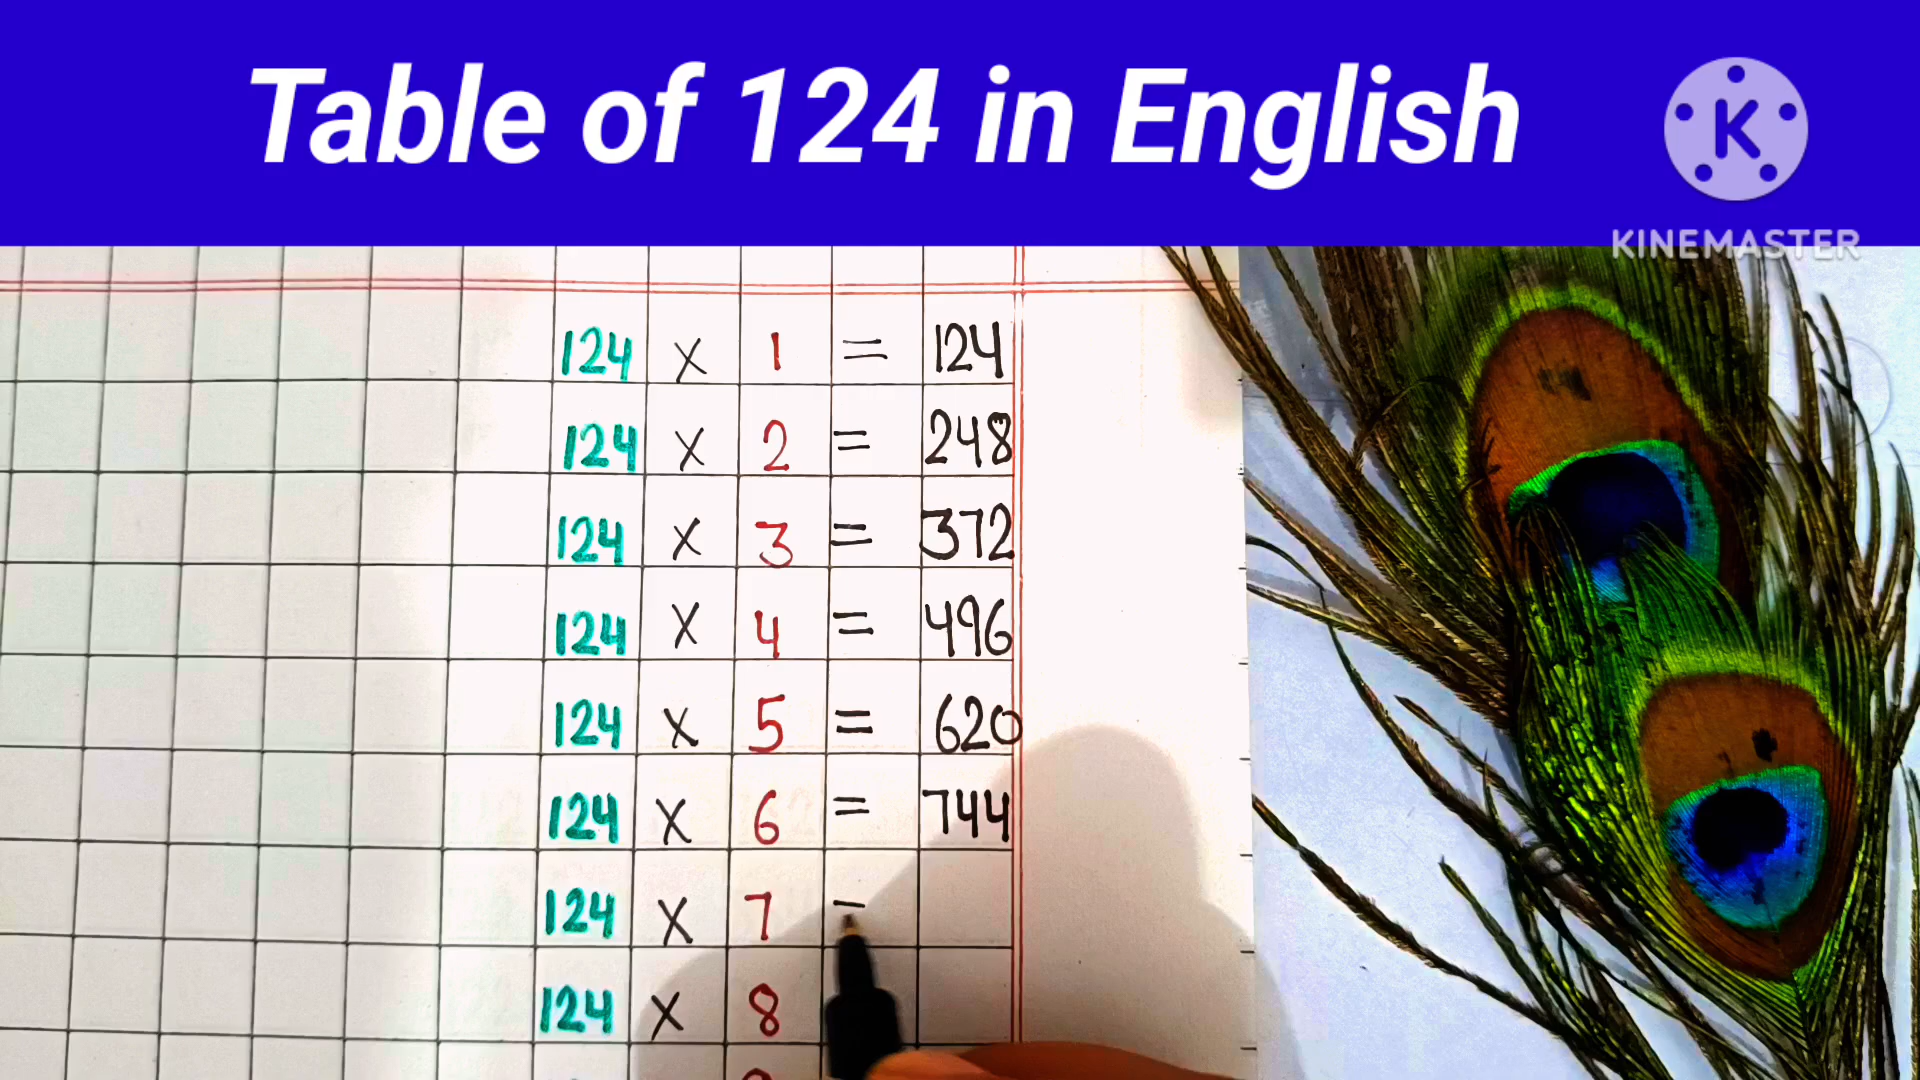 Table of 124 in English
K
KINEMASTER
124 x 1 = 124
124 x 2 = 248
124 x 3 = 372
124 x 4 = 496
124 x 5 = 620
124 x 6 = 744
124 x 7 -
124 x 8